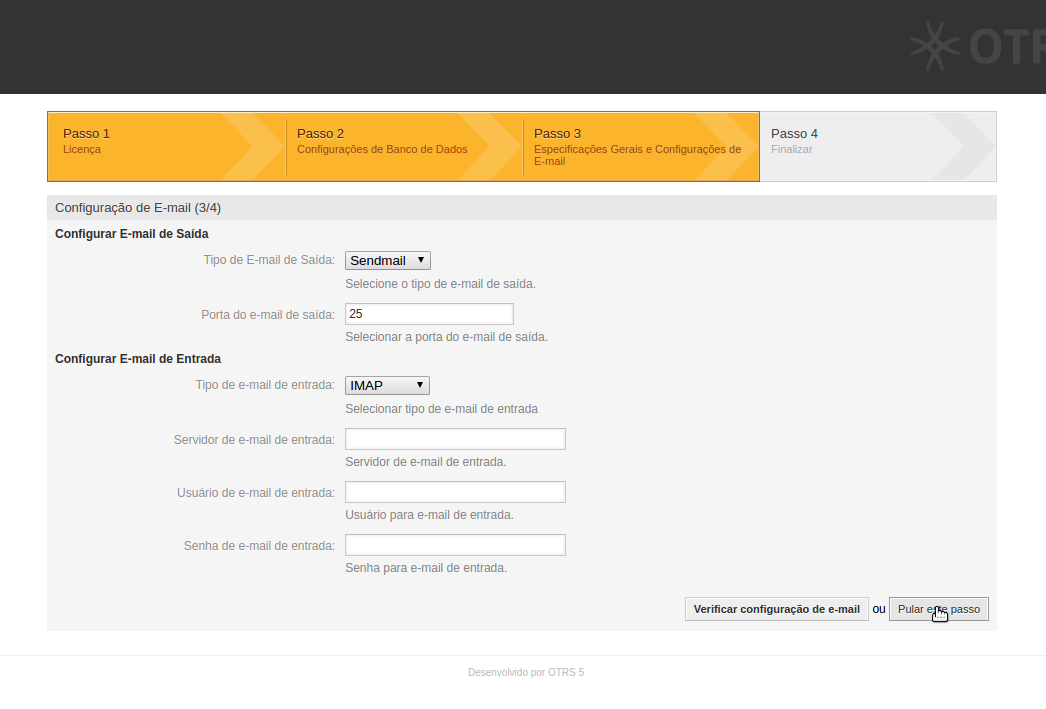 OTR
Passo 1
Licença
Passo 2
Configurações de Banco de Dados
Passo 3
Especificações Gerais e Configurações de
E-mail
Passo 4
Finalizar
Configuração de E-mail (3/4)
Configurar E-mail de Saída
Tipo de E-mail de Saída:
Sendmail
Selecione o tipo de e-mail de saída.
Porta do e-mail de saída:
25
Selecionar a porta do e-mail de saída.
Configurar E-mail de Entrada
Tipo de e-mail de entrada:
IMAP
Selecionar tipo de e-mail de entrada
Servidor de e-mail de entrada:
Servidor de e-mail de entrada.
Usuário de e-mail de entrada:
Usuário para e-mail de entrada.
Senha de e-mail de entrada:
Senha para e-mail de entrada.
Verificar configuração de e-mail ou Pular este passo
Desenvolvido por OTRS 5